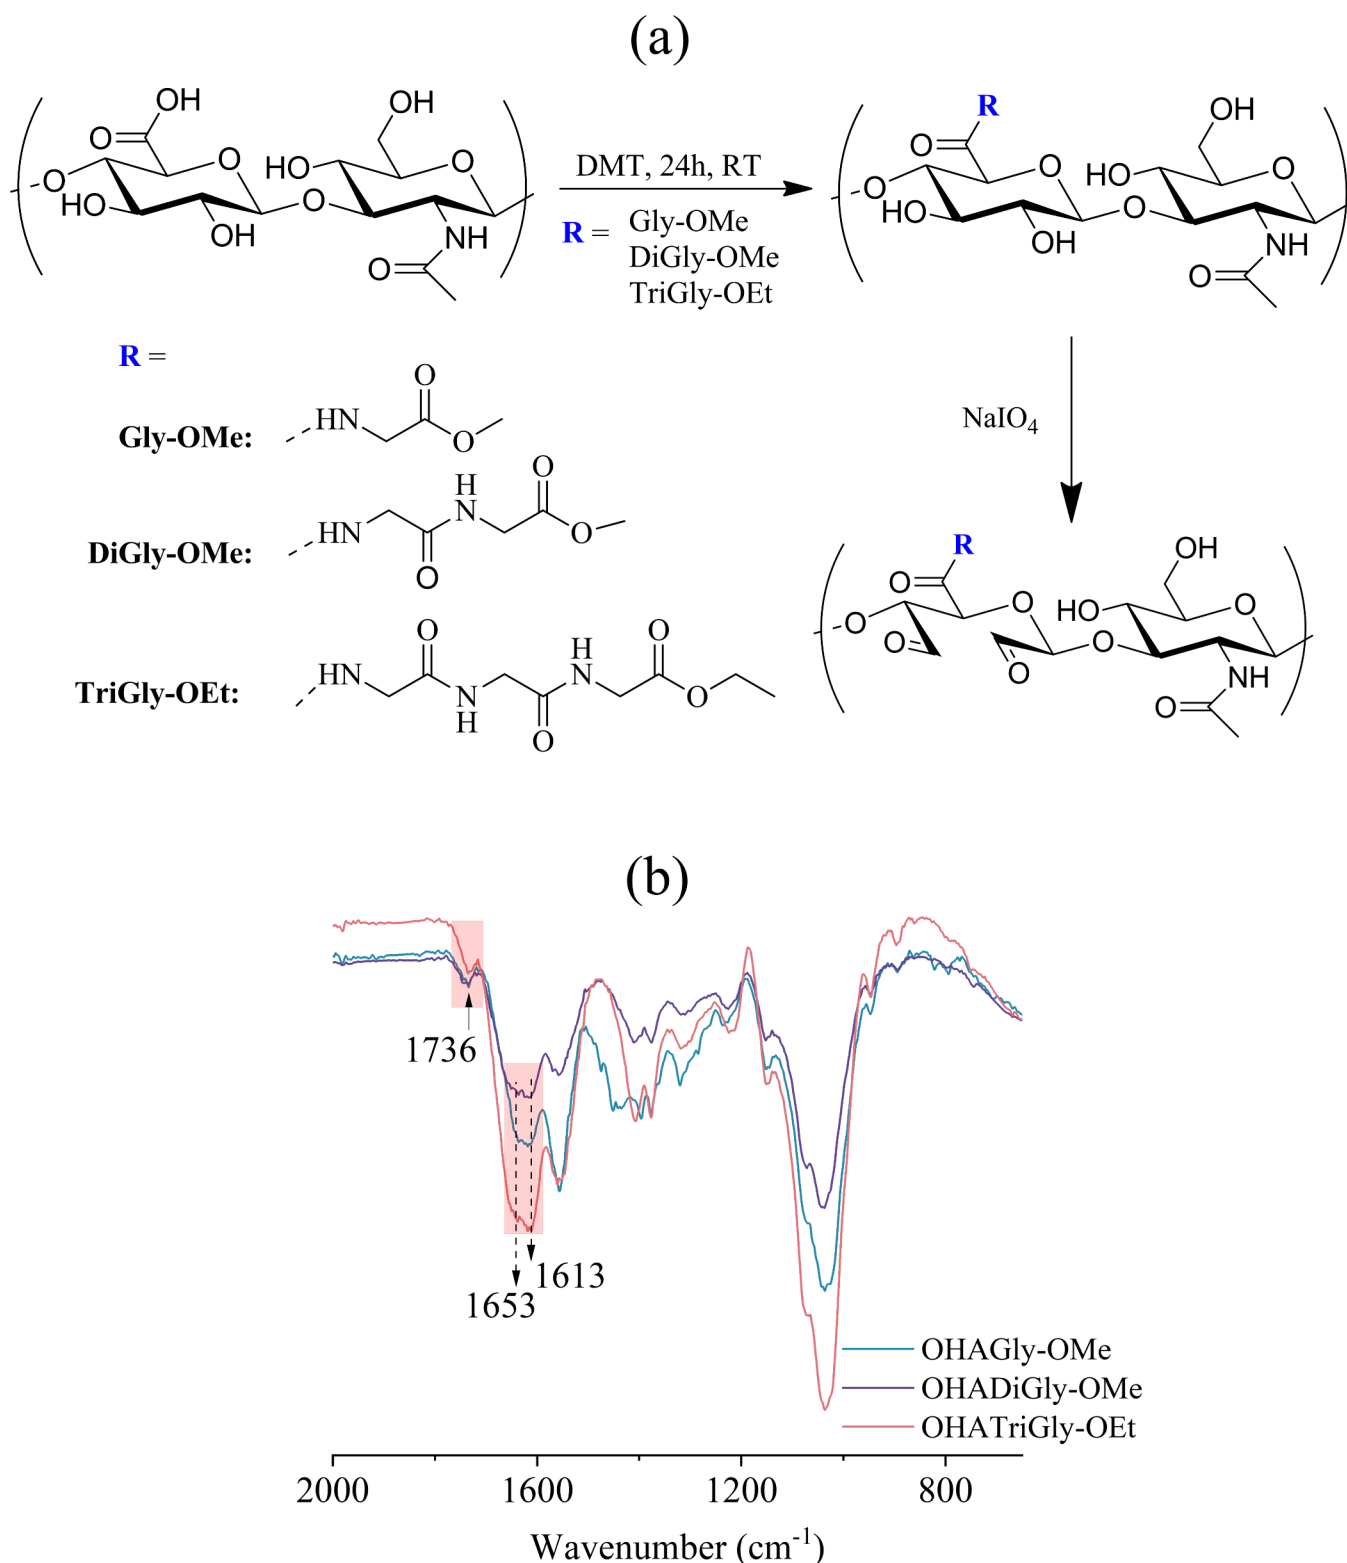 (a)
OH
O
O
HO
OH
O
HO
OH
O
O
NH
O
DMT, 24h, RT
R =
Gly-OMe
DiGly-OMe
TriGly-OEt
R
O
O
HO
OH
O
HO
OH
O
O
NH
O
R =
Gly-OMe:
HN
O
O
DiGly-OMe:
HN
O
H
N
O
O
TriGly-OEt:
HN
O
N
H
O
H
N
O
O
NaIO4
R
O
O
O
O
O
HO
OH
O
O
NH
O
(b)
1736
1613
1653
OHAGly-OMe
OHADiGly-OMe
OHATriGly-OEt
2000 1600 1200 800
Wavenumber (cm-1)